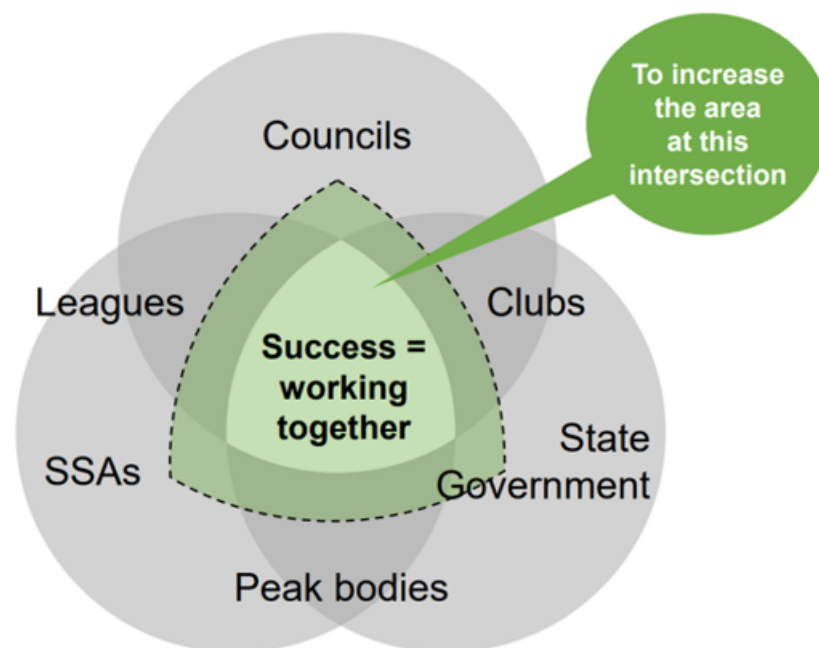 To increase
the area
at this
intersection
Councils
Leagues
Clubs
Success =
working
together
SSAs
State
Government
Peak bodies